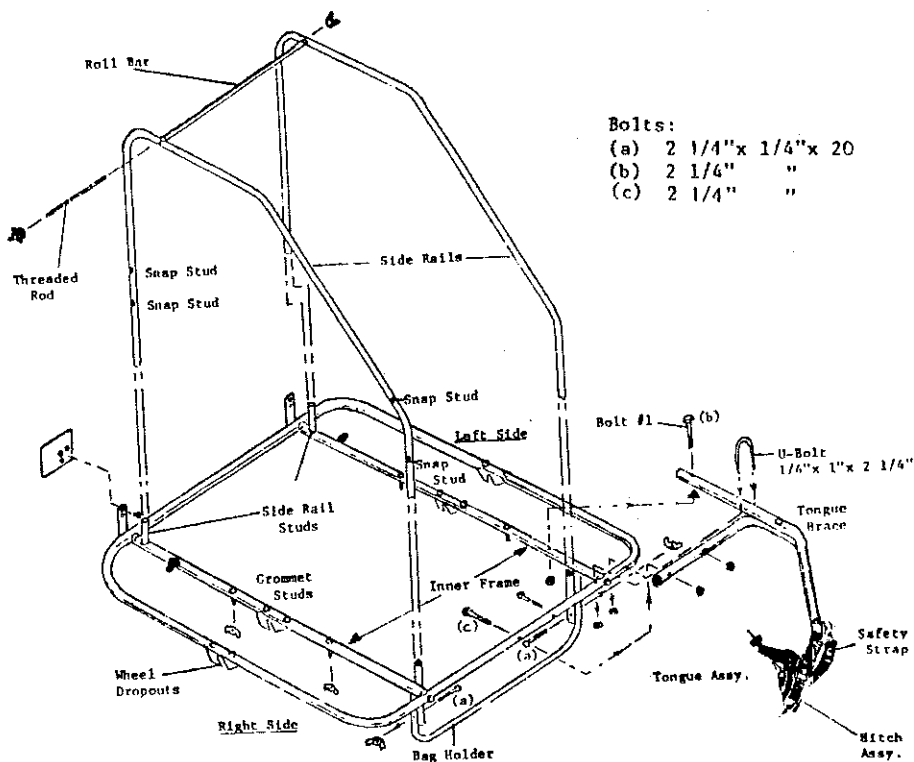 Roll Bar
Bolts:
(a) 2 1/4"x 1/4"x 20
(b) 2 1/4" "
(c) 2 1/4" "
Side Rails
Threaded
Rod
Snap Stud
Snap Stud
Snap Stud
Left Side
Snap
Stud
Bolt #1
(b)
U-Bolt
1/4"x 1"x 2 1/4"
Tongue
Brace
Side Rail
Studs
Grommet
Studs
Inner Frame
(c)
(a)
Wheel
Dropouts
Right Side
(a)
Bag Holder
Tongue Assy.
Safety
Strap
Hitch
Assy.